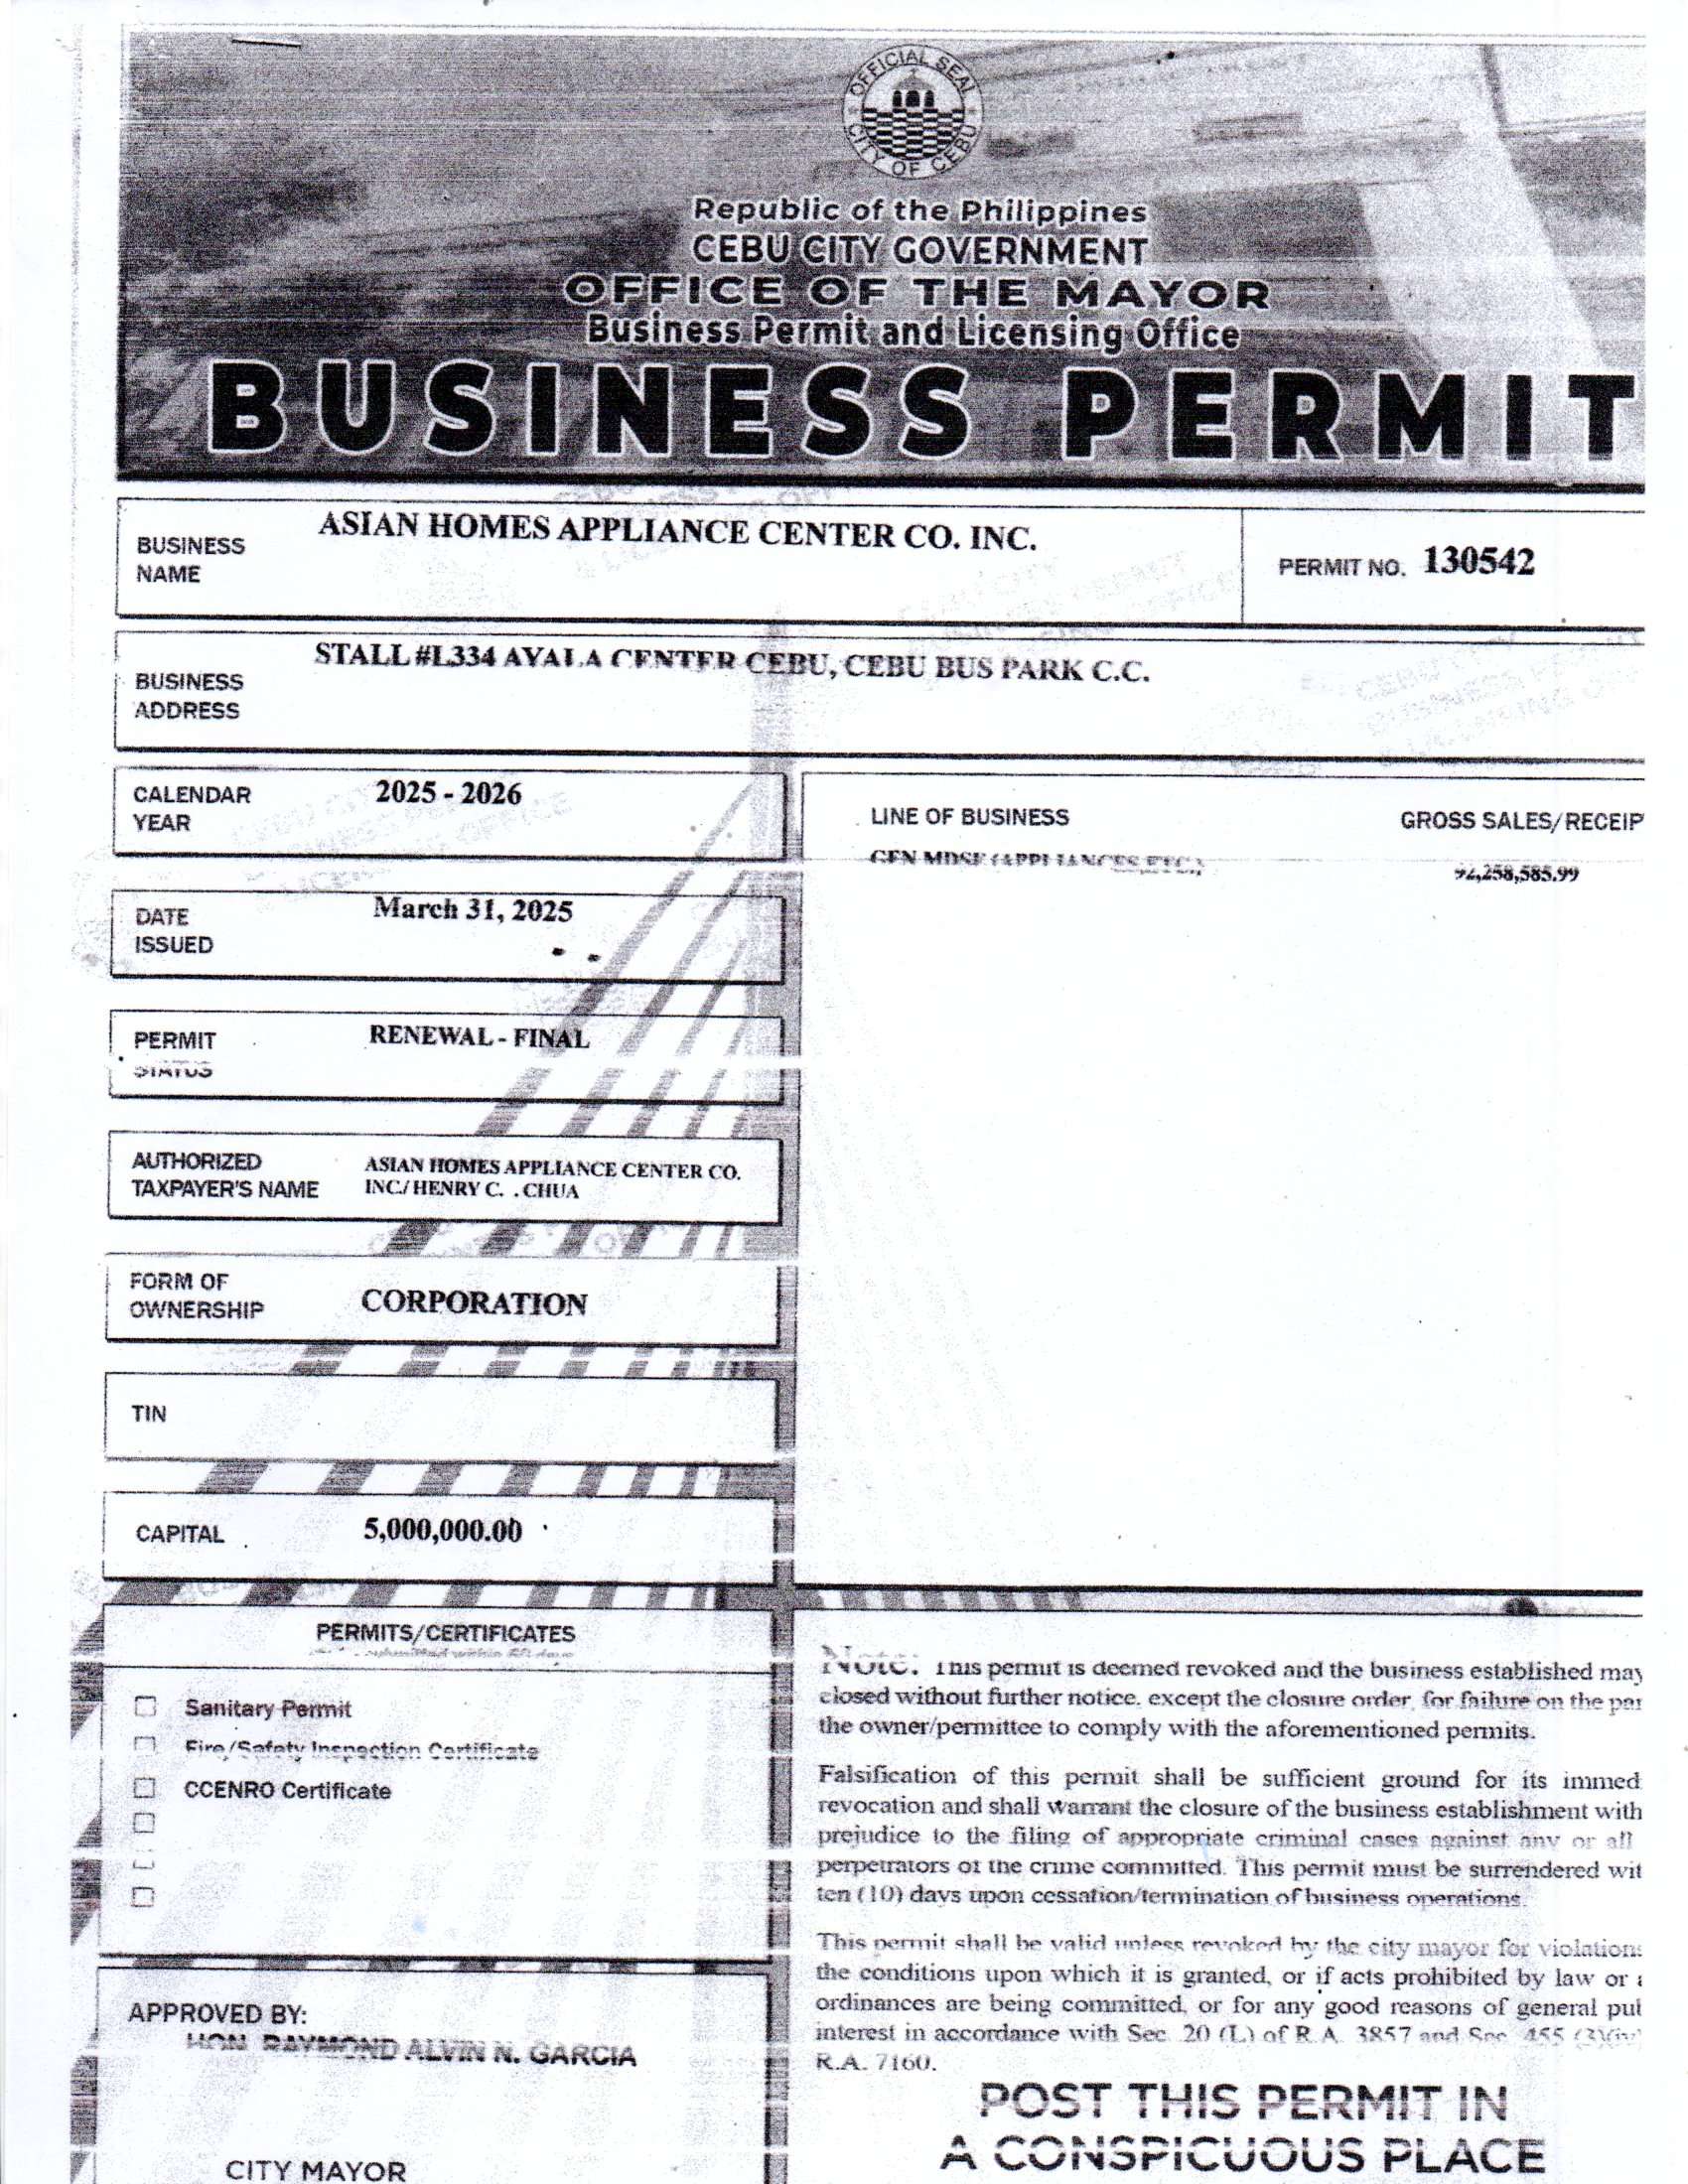 OFFICIAL SEAL
CITY OF CEBU
Republic of the Philippines
CEBU CITY GOVERNMENT
OFFICE OF THE MAYOR
Business Permit and Licensing Office
BUSINESS PERMIT
BUSINESS NAME
ASIAN HOMES APPLIANCE CENTER CO. INC.
PERMIT NO. 130542
BUSINESS ADDRESS
STALL #L334 AYALA CENTER CEBU, CEBU BUS PARK C.C.
CALENDAR YEAR
2025 - 2026
DATE ISSUED
March 31, 2025
PERMIT STATUS
RENEWAL - FINAL
AUTHORIZED TAXPAYER'S NAME
ASIAN HOMES APPLIANCE CENTER CO.
INC./ HENRY C. . CHUA
FORM OF OWNERSHIP
CORPORATION
TIN
CAPITAL
5,000,000.00
LINE OF BUSINESS
GROSS SALES/RECEIP
GEN MDSE (APPLIANCES,ETC.)
92,258,585.99
PERMITS/CERTIFICATES
Sanitary Permit
Fire/Safety Inspection Certificate
CCENRO Certificate
APPROVED BY:
HON. RAYMOND ALVIN N. GARCIA
CITY MAYOR
Note: This permit is deemed revoked and the business established may
closed without further notice, except the closure order, for failure on the par
the owner/permittee to comply with the aforementioned permits.
Falsification of this permit shall be sufficient ground for its immed
revocation and shall warrant the closure of the business establishment with
prejudice to the filing of appropriate criminal cases against any or all
perpetrators of the crime committed. This permit must be surrendered wit
ten (10) days upon cessation/termination of business operations.
This permit shall be valid unless revoked by the city mayor for violation
the conditions upon which it is granted, or if acts prohibited by law or
ordinances are being committed, or for any good reasons of general pul
interest in accordance with Sec. 20 (L) of R.A. 3857 and Sec. 455 (3)(iv)
R.A. 7160.
POST THIS PERMIT IN
A CONSPICUOUS PLACE